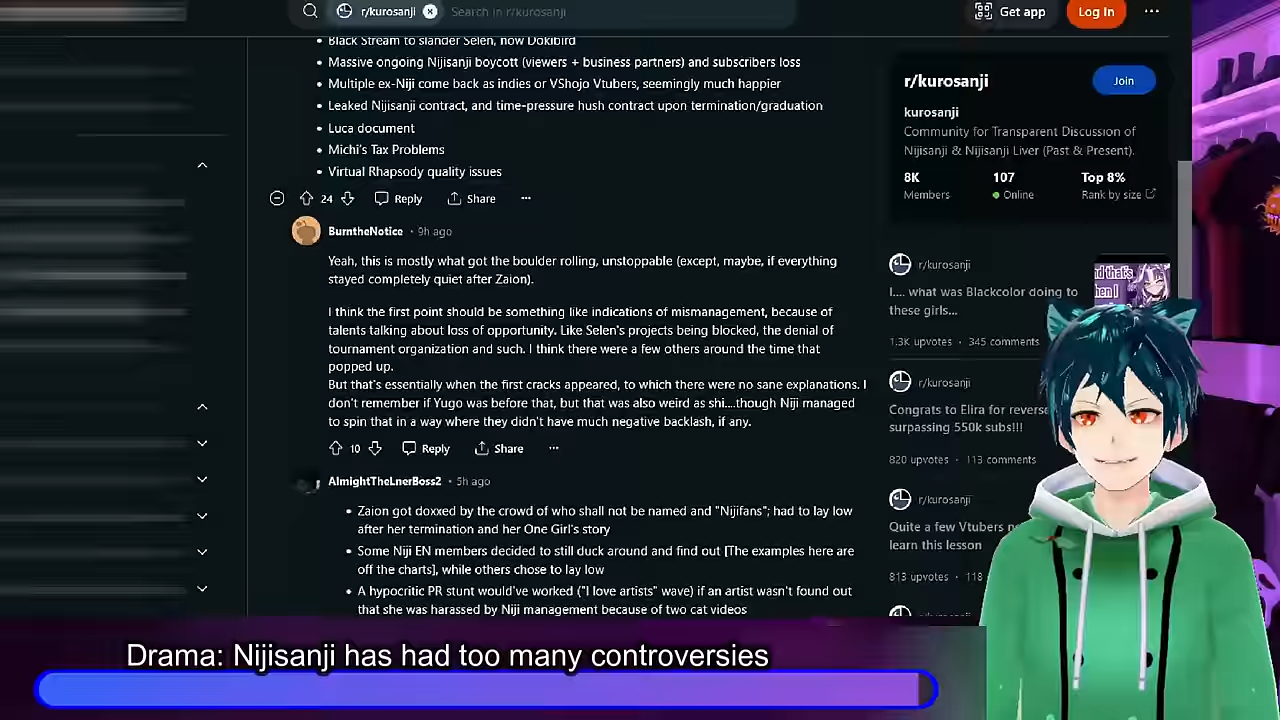 r/kurosanji
Search in r/kurosanji
Get app
Log In
• Black Stream to slander Selen, now Dokibird
• Massive ongoing Nijisanji boycott (viewers + business partners) and subscribers loss
• Multiple ex-Niji come back as indies or VShojo Vtubers, seemingly much happier
• Leaked Nijisanji contract, and time-pressure hush contract upon termination/graduation
• Luca document
• Michi's Tax Problems
• Virtual Rhapsody quality issues
24
Reply
Share
BurntheNotice • 9h ago
Yeah, this is mostly what got the boulder rolling, unstoppable (except, maybe, if everything
stayed completely quiet after Zaion).
I think the first point should be something like indications of mismanagement, because of
talents talking about loss of opportunity. Like Selen's projects being blocked, the denial of
tournament organization and such. I think there were a few others around the time that
popped up.
But that's essentially when the first cracks appeared, to which there were no sane explanations. I
don't remember if Yugo was before that, but that was also weird as shi....though Niji managed
to spin that in a way where they didn't have much negative backlash, if any.
10
Reply
Share
AlmightTheLnerBoss2 • 5h ago
• Zaion got doxxed by the crowd of who shall not be named and "Nijifans"; had to lay low
after her termination and her One Girl's story
• Some Niji EN members decided to still duck around and find out [The examples here are
off the charts], while others chose to lay low
• A hypocritic PR stunt would've worked ("I love artists" wave) if an artist wasn't found out
that she was harassed by Niji management because of two cat videos
r/kurosanji
Join
kurosanji
Community for Transparent Discussion of
Nijisanji & Nijisanji Liver (Past & Present).
8K
107
Top 8%
Members
Online
Rank by size
r/kurosanji
I.... what was Blackcolor doing to
these girls...
1.3K upvotes • 345 comments
r/kurosanji
Congrats to Elira for reverse
surpassing 550k subs!!!
820 upvotes • 113 comments
r/kurosanji
Quite a few Vtubers
learn this lesson
813 upvotes • 118
Drama: Nijisanji has had too many controversies